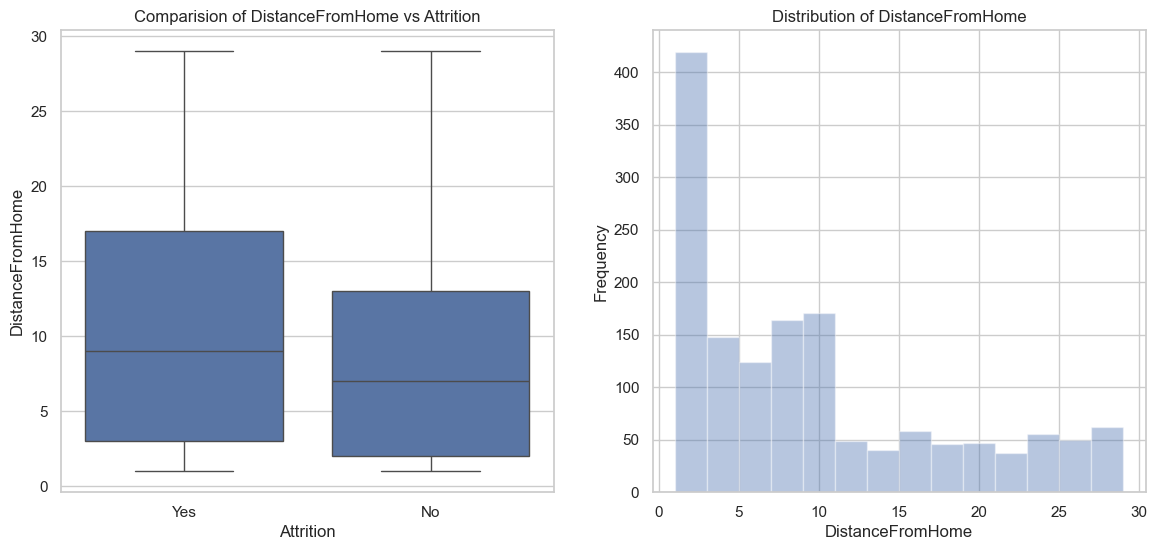 Comparision of DistanceFromHome vs Attrition
30
25
20
15
10
5
0
DistanceFromHome
Yes
No
Attrition
Distribution of DistanceFromHome
400
350
300
250
200
150
100
50
0
Frequency
0
5
10
15
20
25
30
DistanceFromHome